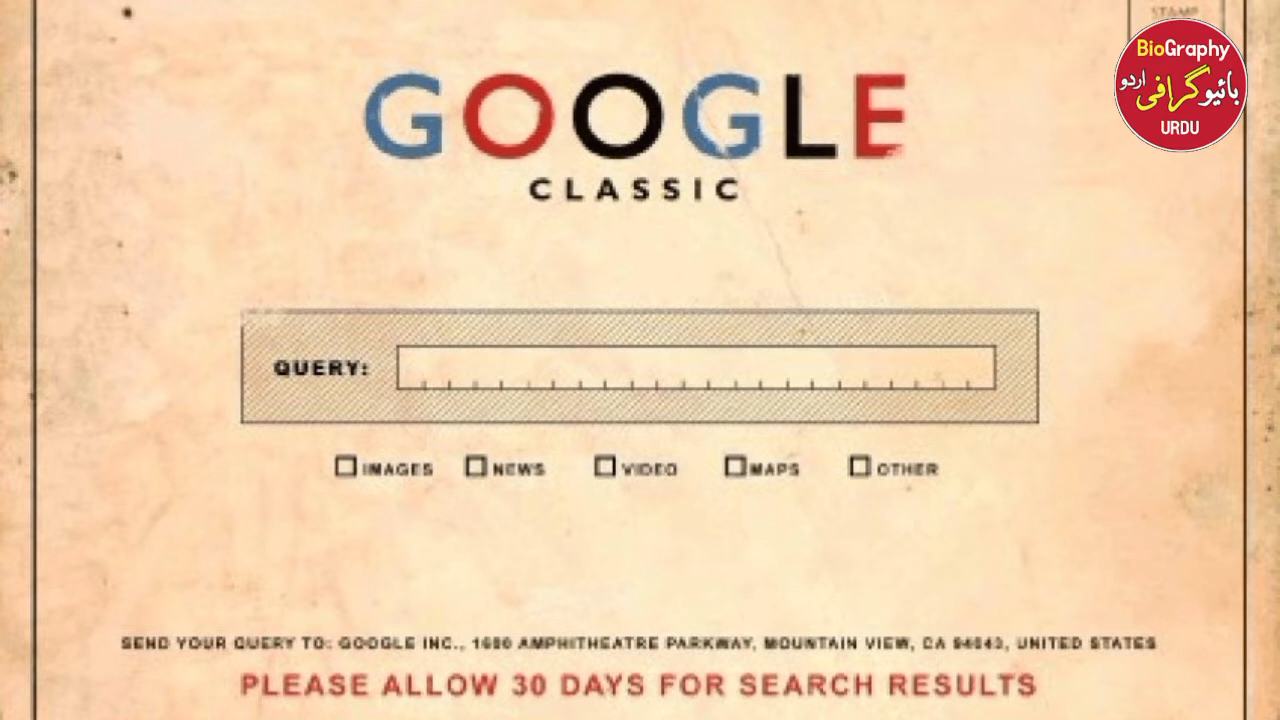 STAMP
BioGraphy
بائیوگرافی اردو
URDU
GOOGLE
CLASSIC
QUERY:
IMAGES NEWS VIDEO MAPS OTHER
SEND YOUR QUERY TO: GOOGLE INC., 1600 AMPHITHEATRE PARKWAY, MOUNTAIN VIEW, CA 94043, UNITED STATES
PLEASE ALLOW 30 DAYS FOR SEARCH RESULTS